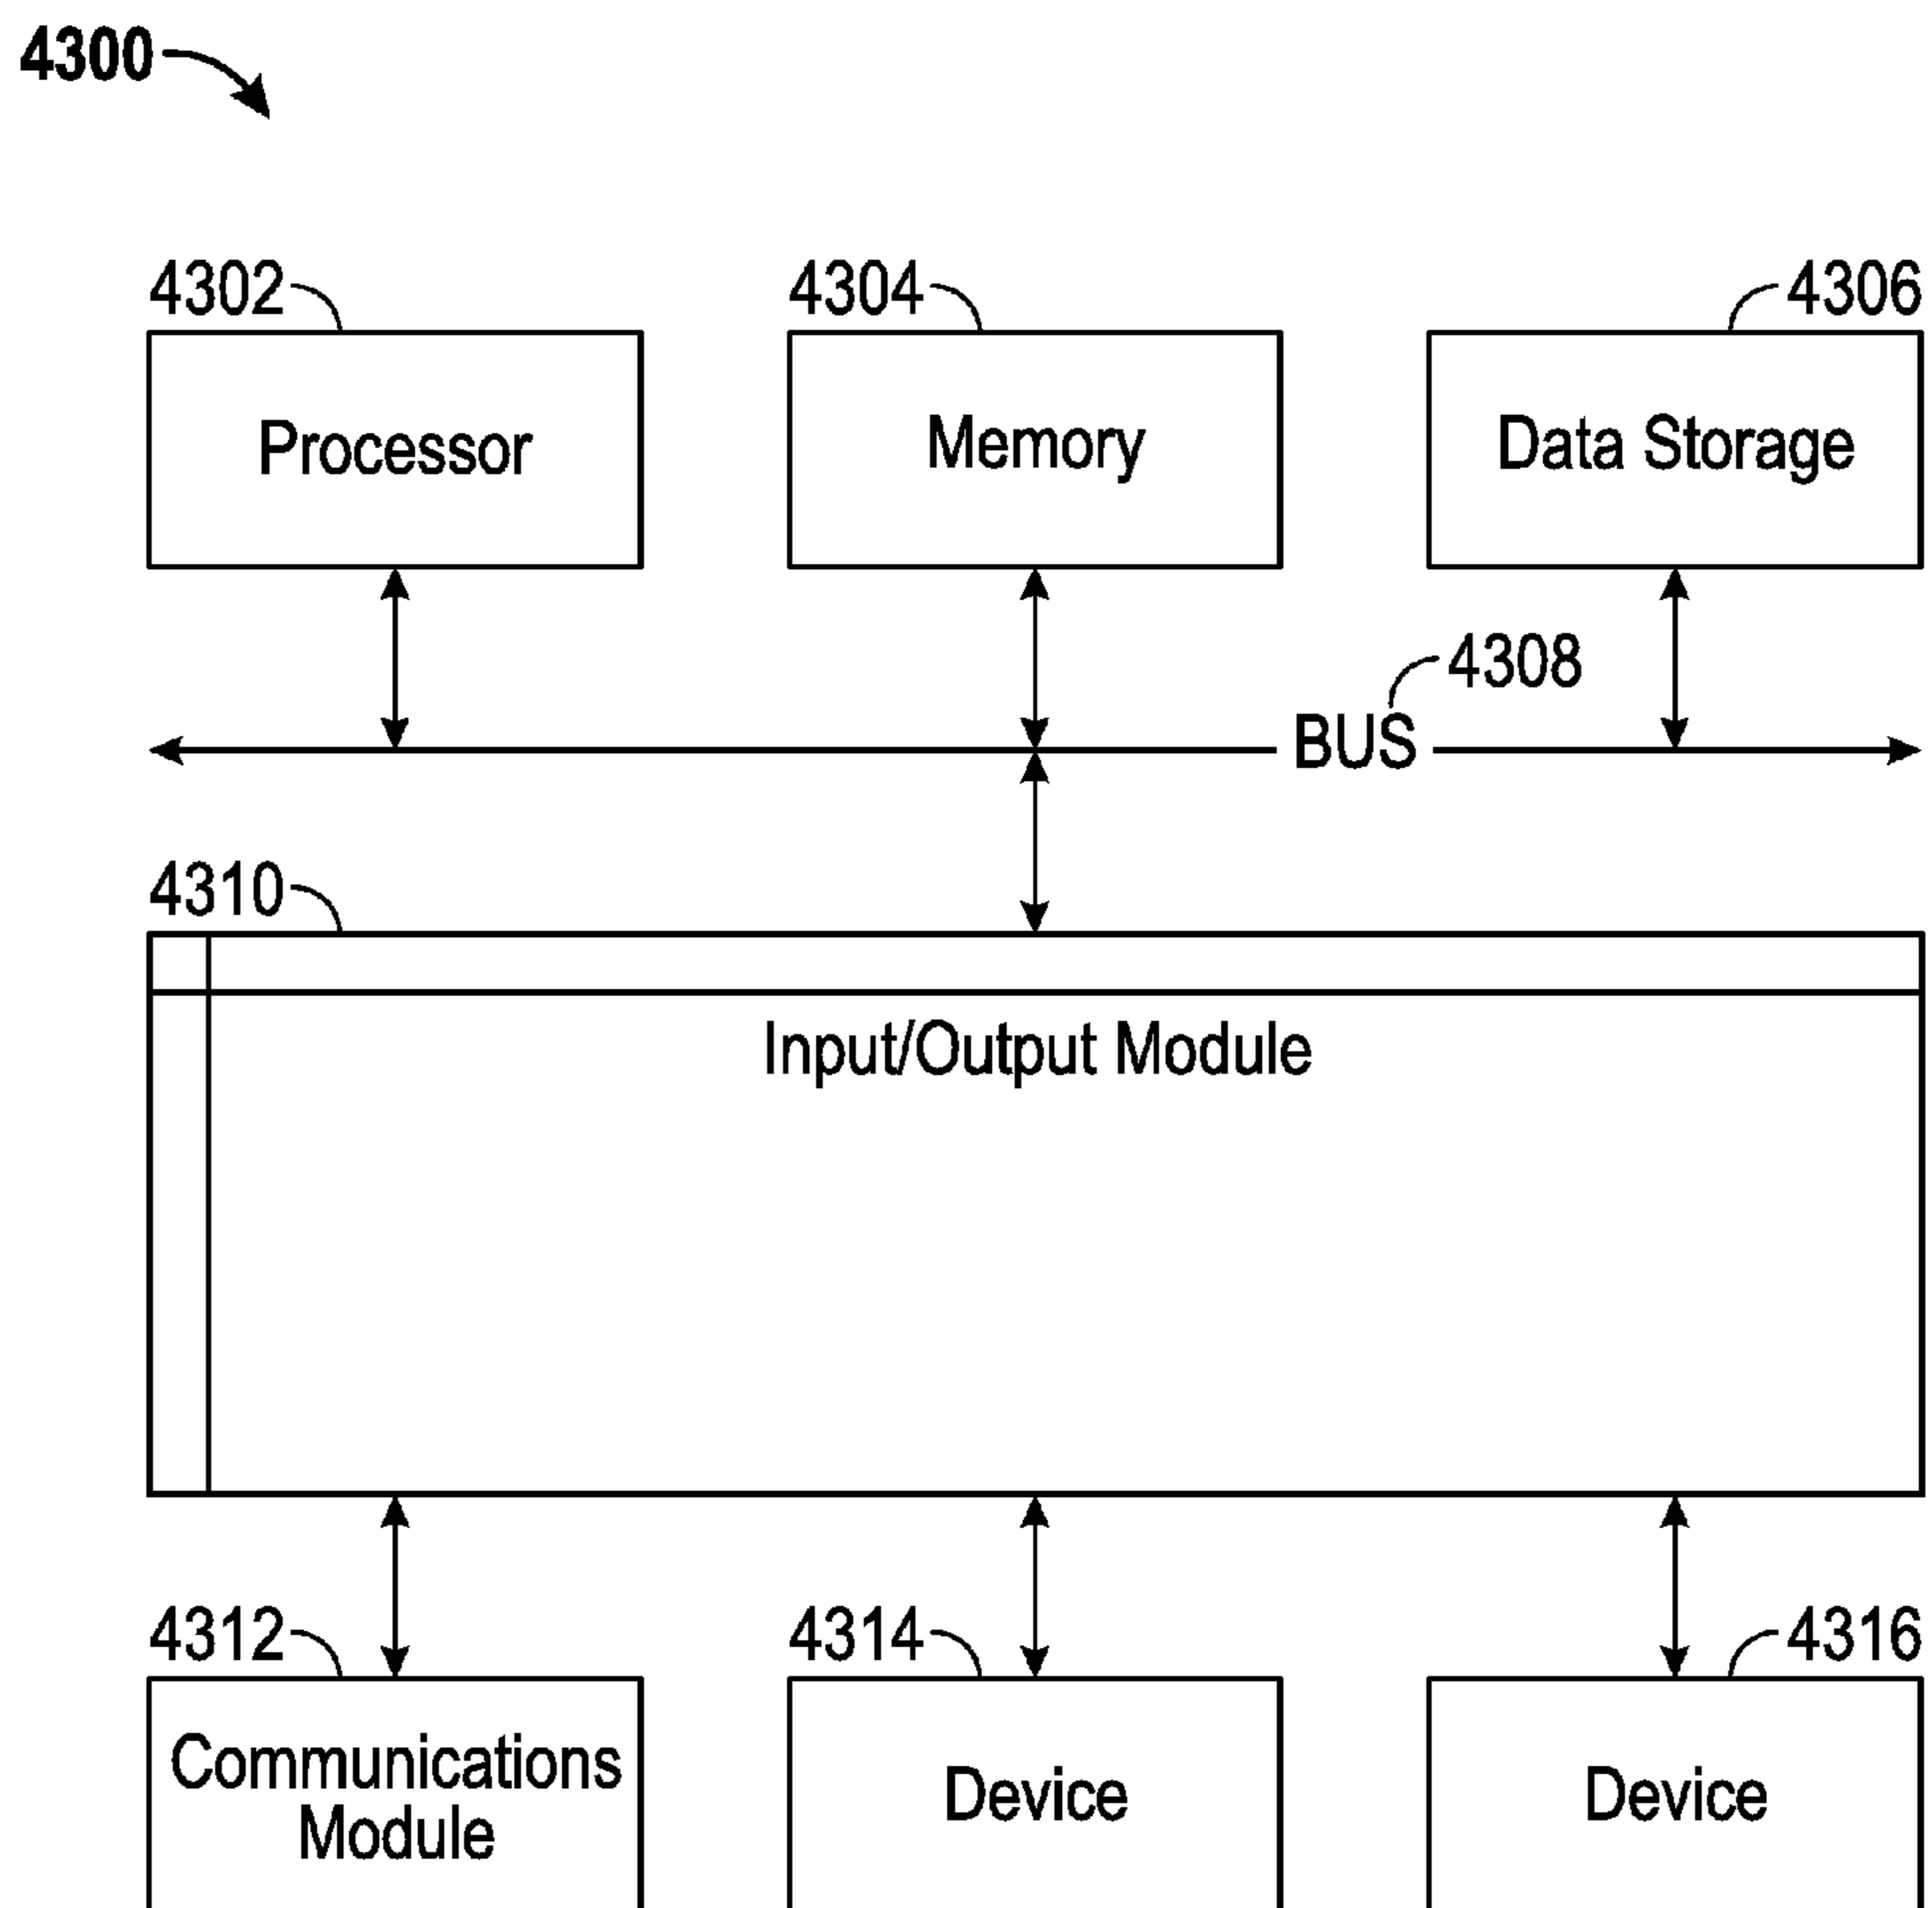 4300
4302
4304
4306
Processor
Memory
Data Storage
4308
BUS
4310
Input/Output Module
4312
4314
4316
Communications
Module
Device
Device